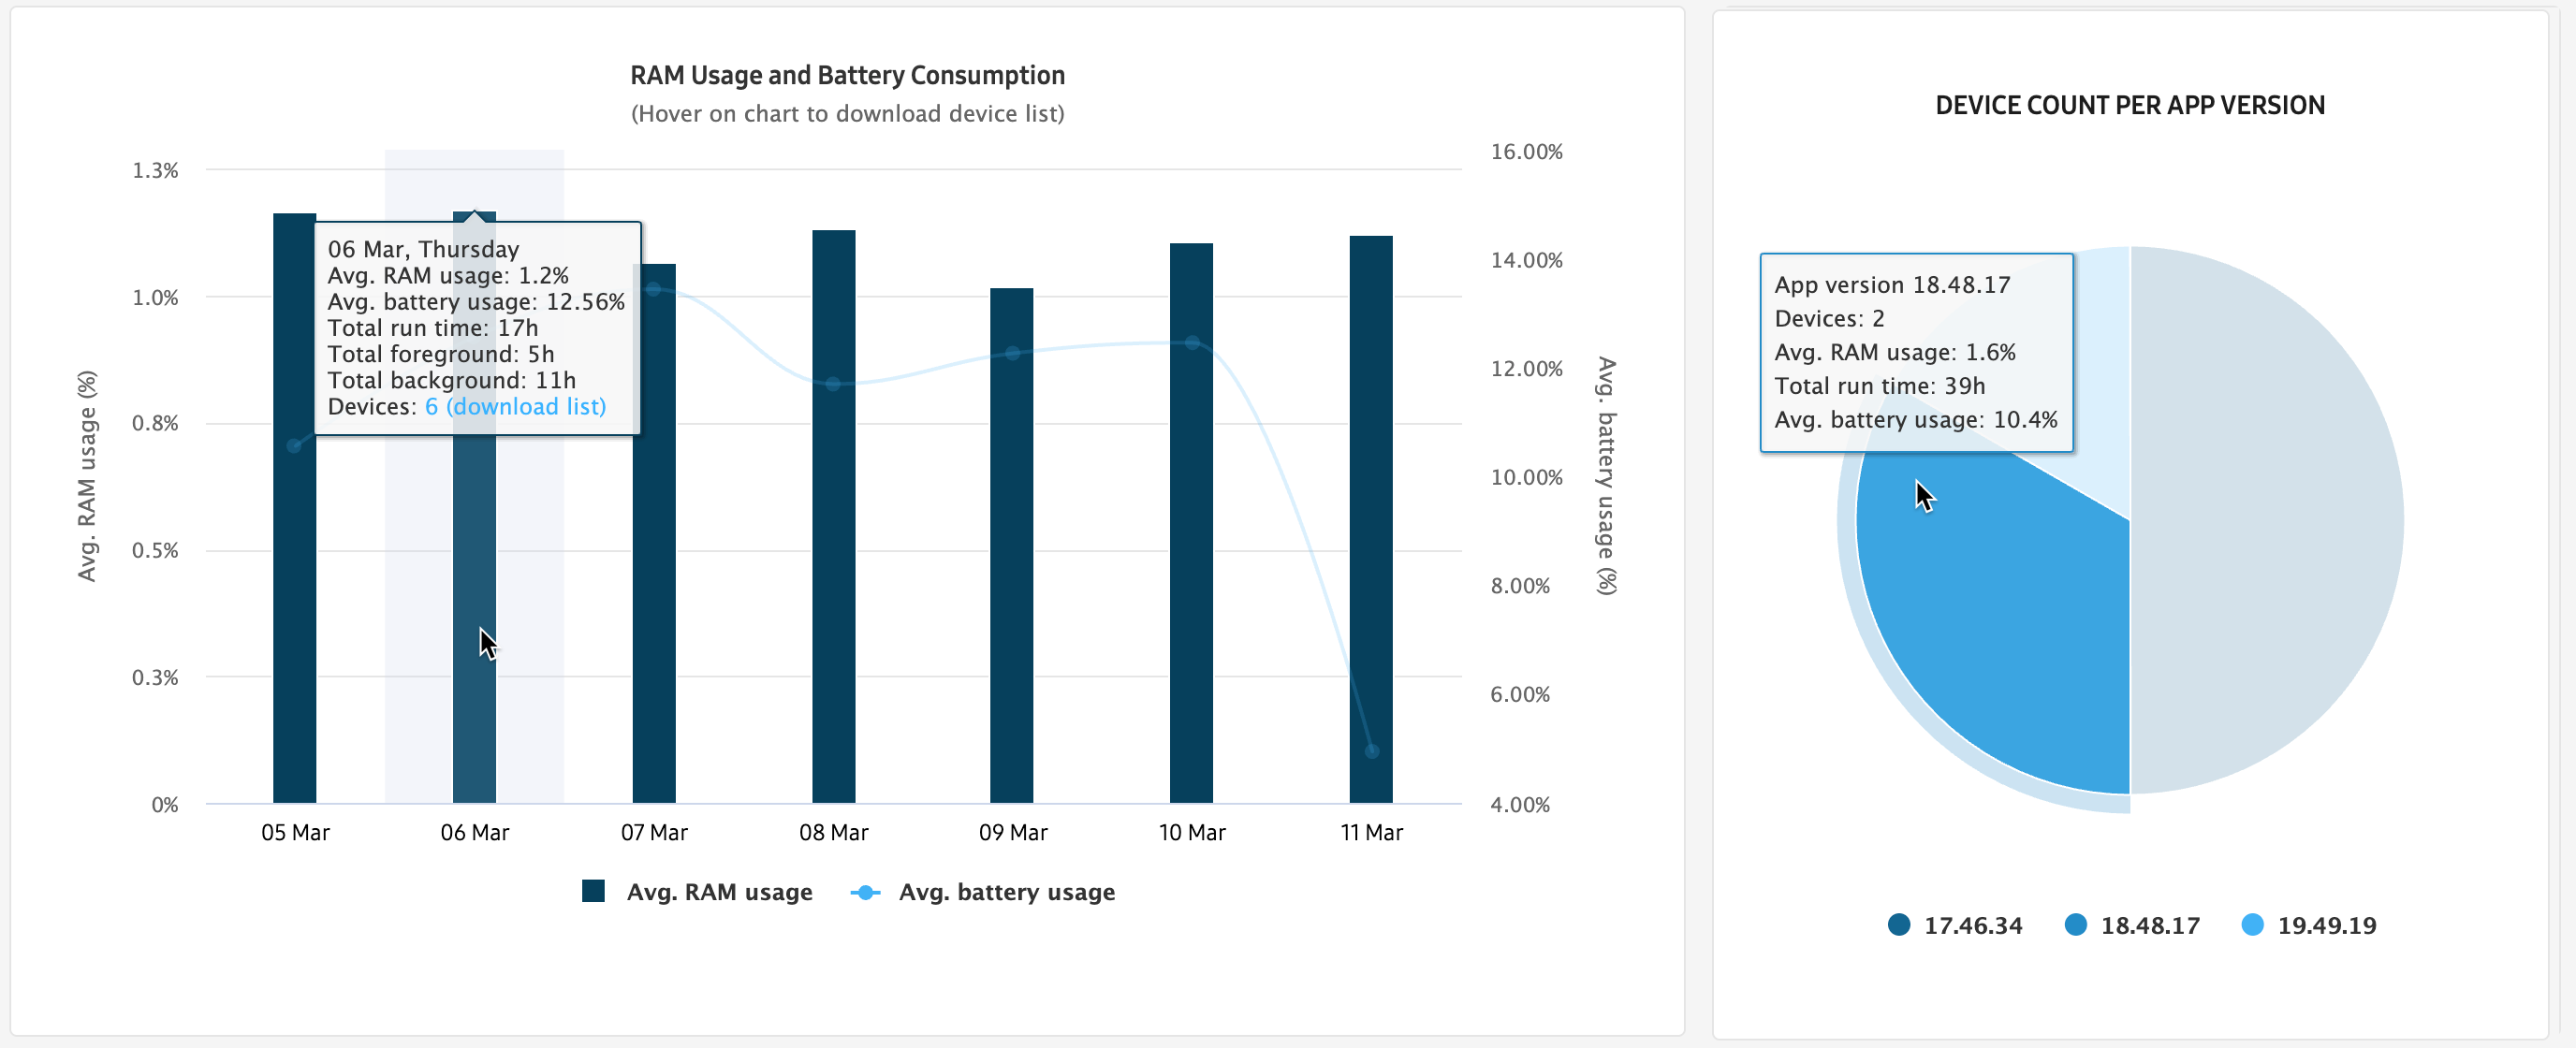 RAM Usage and Battery Consumption
(Hover on chart to download device list)
1.3%
1.0%
0.8%
0.5%
0.3%
0%
Avg. RAM usage (%)
06 Mar, Thursday
Avg. RAM usage: 1.2%
Avg. battery usage: 12.56%
Total run time: 17h
Total foreground: 5h
Total background: 11h
Devices: 6 (download list)
16.00%
14.00%
12.00%
10.00%
8.00%
6.00%
4.00%
Avg. battery usage (%)
05 Mar
06 Mar
07 Mar
08 Mar
09 Mar
10 Mar
11 Mar
Avg. RAM usage
Avg. battery usage
DEVICE COUNT PER APP VERSION
App version 18.48.17
Devices: 2
Avg. RAM usage: 1.6%
Total run time: 39h
Avg. battery usage: 10.4%
17.46.34
18.48.17
19.49.19